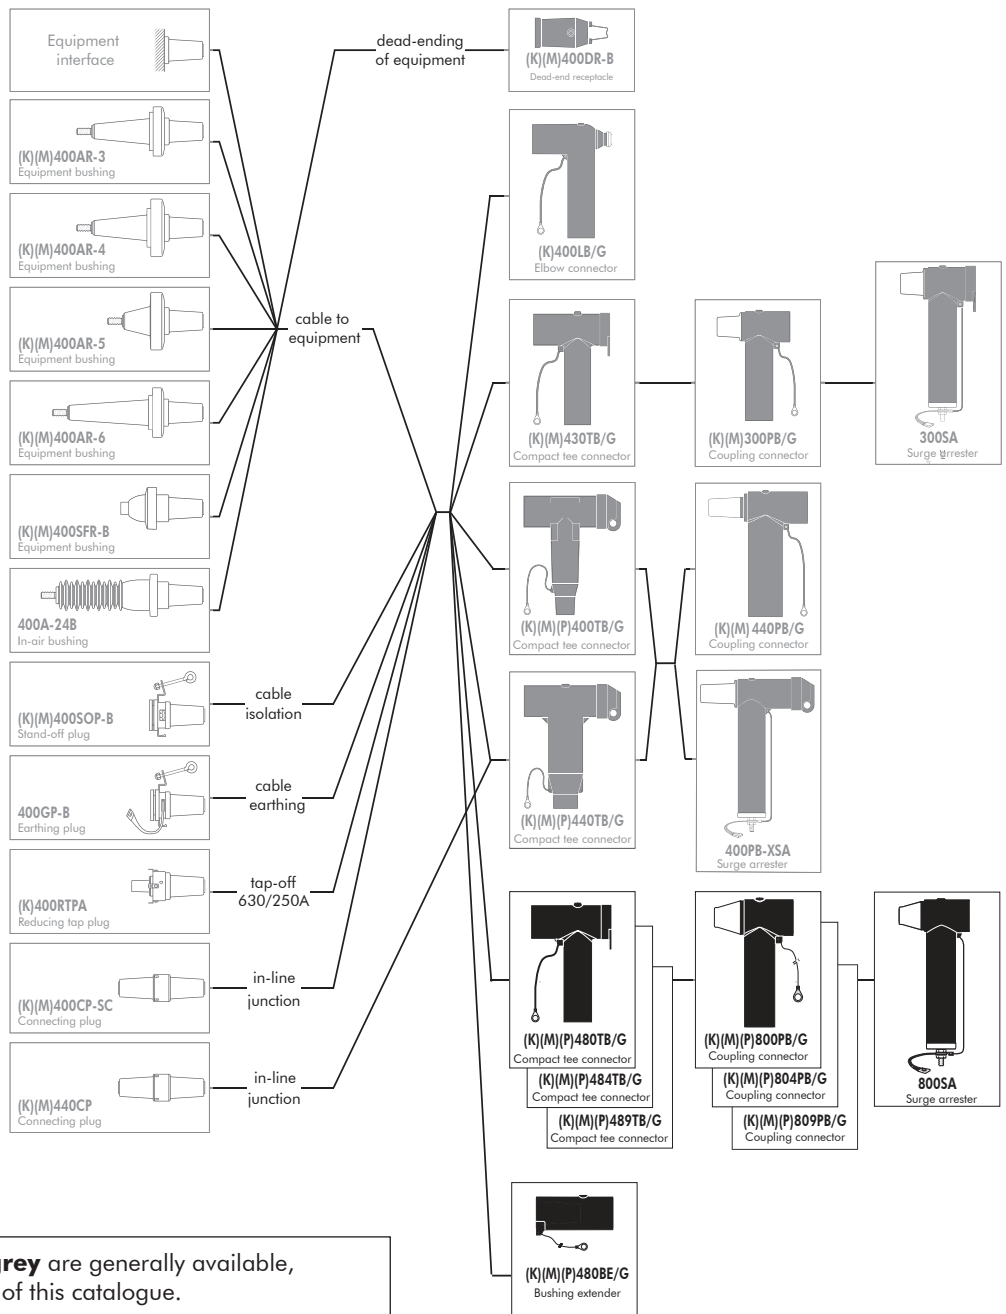 Equipment
interface
(K)(M)400AR-3
Equipment bushing
(K)(M)400AR-4
Equipment bushing
(K)(M)400AR-5
Equipment bushing
(K)(M)400AR-6
Equipment bushing
(K)(M)400SFR-B
Equipment bushing
400A-24B
In-air bushing
(K)(M)400SOP-B
Stand-off plug
400GP-B
Earthing plug
(K)400RTPA
Reducing tap plug
(K)(M)400CP-SC
Connecting plug
(K)(M)440CP
Connecting plug
dead-ending
of equipment
cable to
equipment
cable
isolation
cable
earthing
tap-off
630/250A
in-line
junction
in-line
junction
(K)(M)400DR-B
Dead-end receptacle
(K)400LB/G
Elbow connector
(K)(M)430TB/G
Compact tee connector
(K)(M)300PB/G
Coupling connector
300SA
Surge arrester
(K)(M)(P)400TB/G
Compact tee connector
(K)(M) 440PB/G
Coupling connector
(K)(M)(P)440TB/G
Compact tee connector
400PB-XSA
Surge arrester
(K)(M)(P)480TB/G
Compact tee connector
(K)(M)(P)484TB/G
Compact tee connector
(K)(M)(P)489TB/G
Compact tee connector
(K)(M)(P)800PB/G
Coupling connector
(K)(M)(P)804PB/G
Coupling connector
(K)(M)(P)809PB/G
Coupling connector
800SA
Surge arrester
(K)(M)(P)480BE/G
Bushing extender
grey are generally available,
of this catalogue.